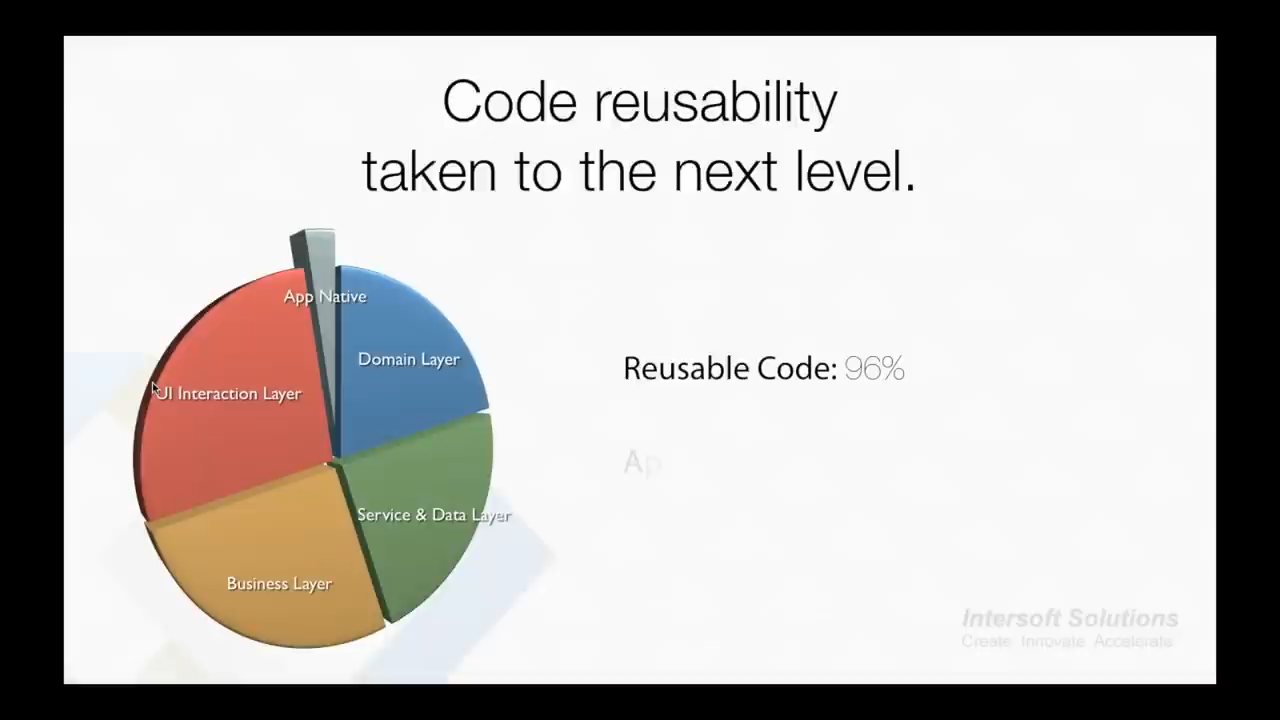 Code reusability
taken to the next level.
App Native
Domain Layer
UI Interaction Layer
Reusable Code: 96%
Ap
Service & Data Layer
Business Layer
Intersoft Solutions
Create. Innovate. Accelerate.